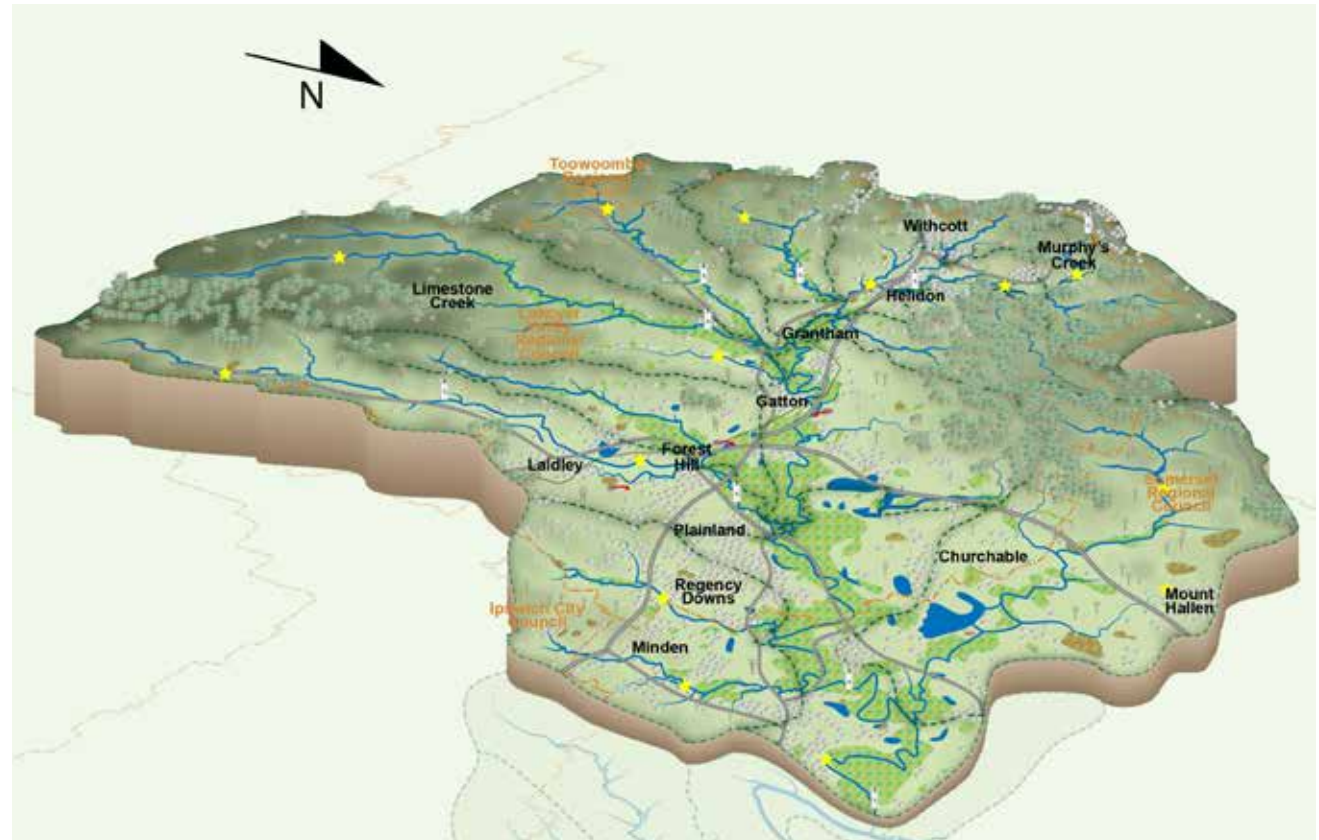 N
Toowoomba
Regional
Withcott
Murphy's
Creek
Limestone
Creek
Helidon
Lockyer
Valley
Regional
Council
Grantham
Gatton
Forest
Hill
Laidley
Somerset
Regional
Council
Plainland
Churchable
Regency
Downs
Mount
Hallen
Ipswich City
Council
Minden